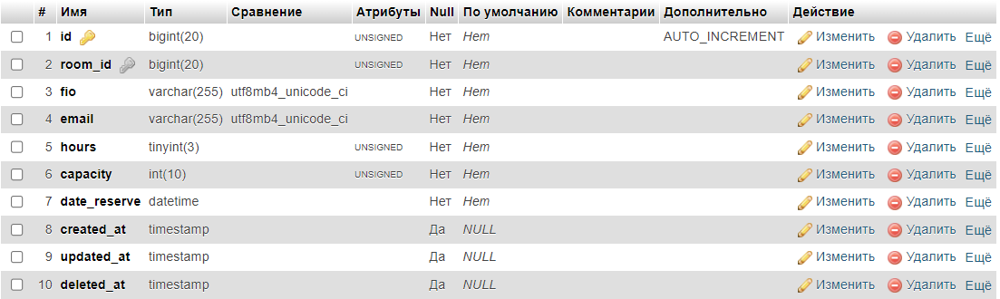 # Имя Тип Сравнение Атрибуты Null По умолчанию Комментарии Дополнительно Действие
1 id bigint(20) UNSIGNED Нет Нет AUTO_INCREMENT Изменить Удалить Ещё
2 room_id bigint(20) UNSIGNED Нет Нет Изменить Удалить Ещё
3 fio varchar(255) utf8mb4_unicode_ci Нет Нет Изменить Удалить Ещё
4 email varchar(255) utf8mb4_unicode_ci Нет Нет Изменить Удалить Ещё
5 hours tinyint(3) UNSIGNED Нет Нет Изменить Удалить Ещё
6 capacity int(10) UNSIGNED Нет Нет Изменить Удалить Ещё
7 date_reserve datetime Нет Нет Изменить Удалить Ещё
8 created_at timestamp Да NULL Изменить Удалить Ещё
9 updated_at timestamp Да NULL Изменить Удалить Ещё
10 deleted_at timestamp Да NULL Изменить Удалить Ещё